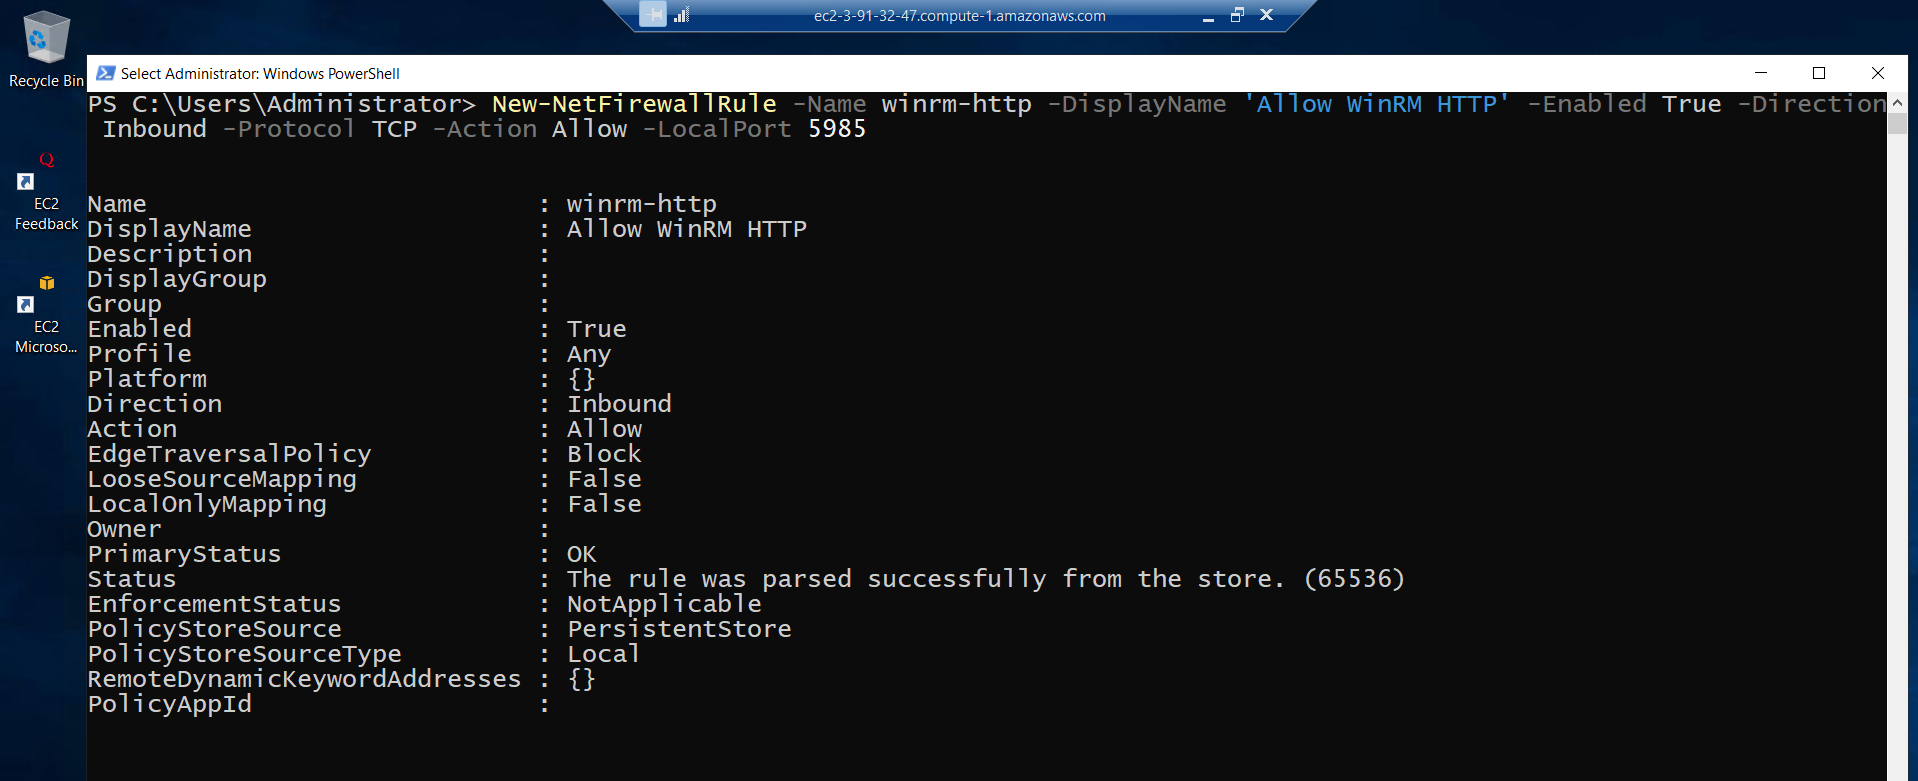 ec2-3-91-32-47.compute-1.amazonaws.com
Recycle Bin
EC2
Feedback
EC2
Microso...
Select Administrator: Windows PowerShell
PS C:\Users\Administrator> New-NetFirewallRule -Name winrm-http -DisplayName 'Allow WinRM HTTP' -Enabled True -Direction
Inbound -Protocol TCP -Action Allow -LocalPort 5985
Name : winrm-http
DisplayName : Allow WinRM HTTP
Description :
DisplayGroup :
Group :
Enabled : True
Profile : Any
Platform : {}
Direction : Inbound
Action : Allow
EdgeTraversalPolicy : Block
LooseSourceMapping : False
LocalOnlyMapping : False
Owner :
PrimaryStatus : OK
Status : The rule was parsed successfully from the store. (65536)
EnforcementStatus : NotApplicable
PolicyStoreSource : PersistentStore
PolicyStoreSourceType : Local
RemoteDynamicKeywordAddresses : {}
PolicyAppId :